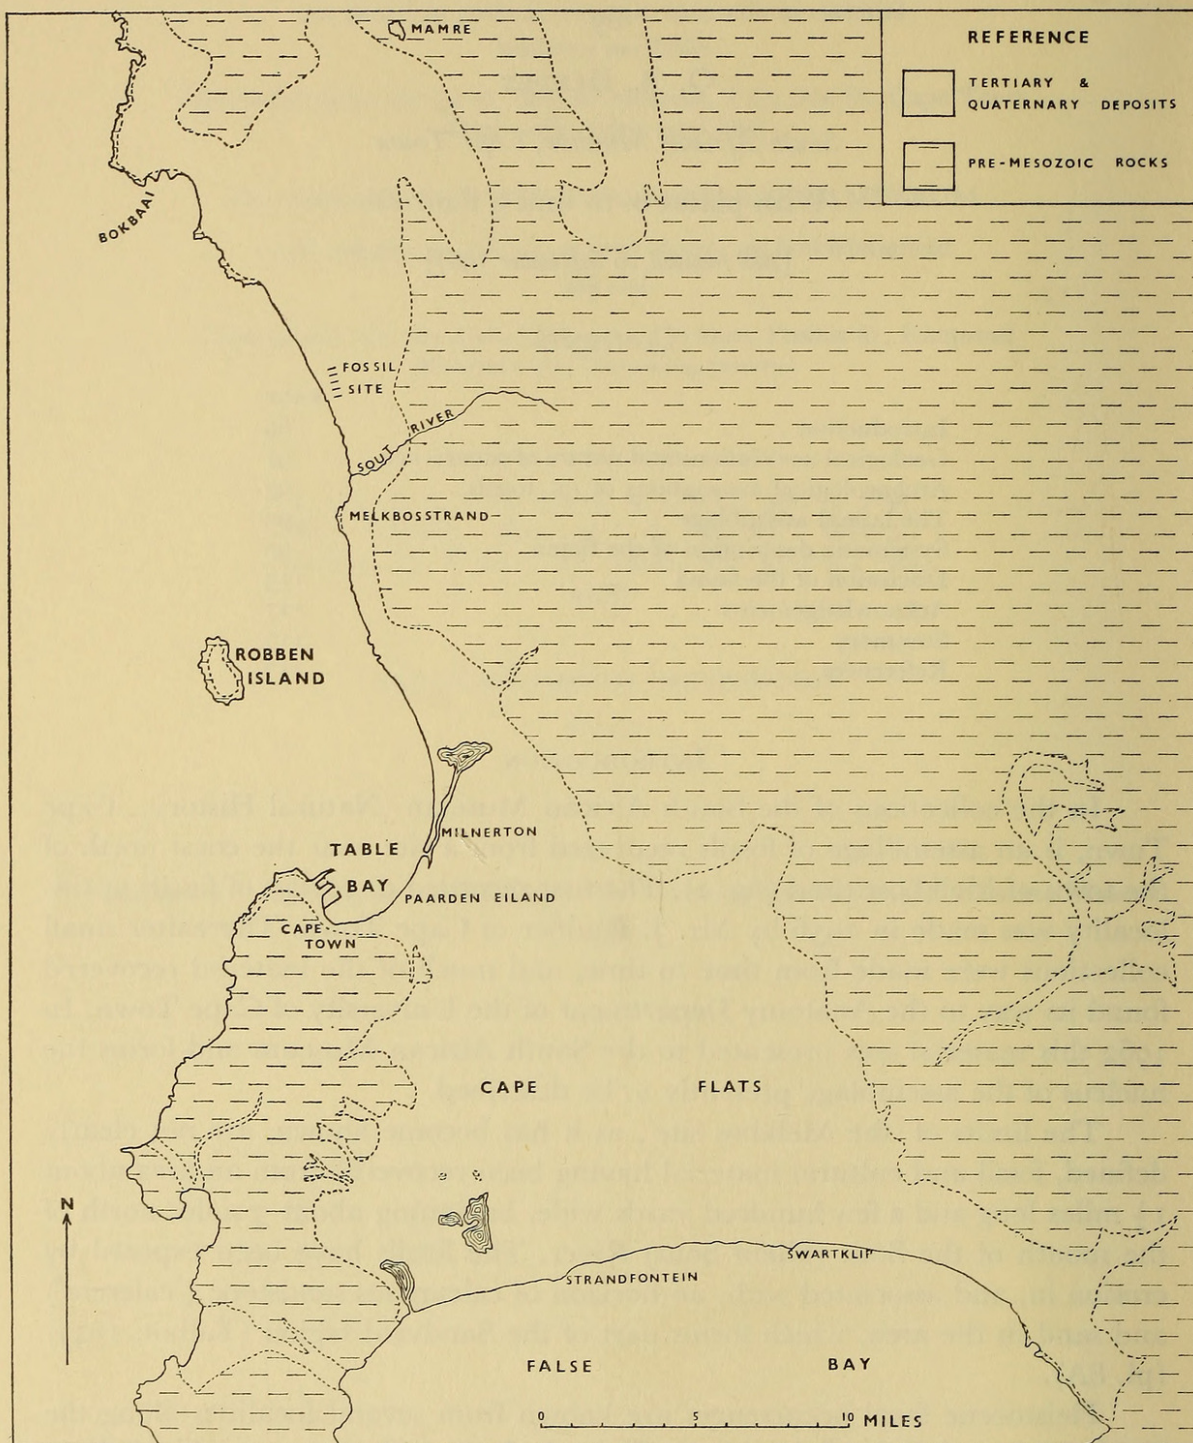 MAMRE
REFERENCE
TERTIARY &
QUATERNARY DEPOSITS
PRE-MESOZOIC ROCKS
BOKBAAI
FOSSIL
SITE
SOUT RIVER
MELKBOSSTRAND
ROBBEN
ISLAND
MILNERTON
TABLE
BAY
PAARDEN EILAND
CAPE
TOWN
CAPE FLATS
N
SWARTKLIP
STRANDFONTEIN
FALSE BAY
0 5 10 MILES